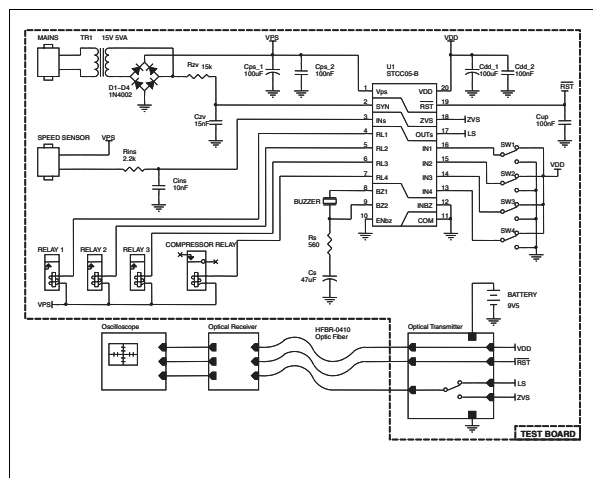 MAINS TR1 15V 5VA
VPS
VDD
Rzv 15k
Cps_1
100uF
Cps_2
100nF
U1
STCC05-B
Cdd_1
100uF
Cdd_2
100nF
D1-D4
1N4002
RST
1 Vps VDD 20
2 SYN RST 19
3 INs ZVS 18 ZVS
4 RL1 OUTs 17 LS
5 RL2 IN1 16 SW1
6 RL3 IN2 15 SW2
7 RL4 IN3 14 SW3
8 BZ1 IN4 13 SW4
9 BZ2 INBZ 12
10 ENbz COM 11
Czv
15nF
Cup
100nF
SPEED SENSOR VPS
Rins
2.2k
Cins
10nF
VDD
BUZZER
Rs
560
Cs
47uF
RELAY 1 RELAY 2 RELAY 3 COMPRESSOR RELAY
VPS
BATTERY
9V5
Oscilloscope Optical Receiver HFBR-0410
Optic Fiber
Optical Transmitter
VDD
RST
LS
ZVS
TEST BOARD